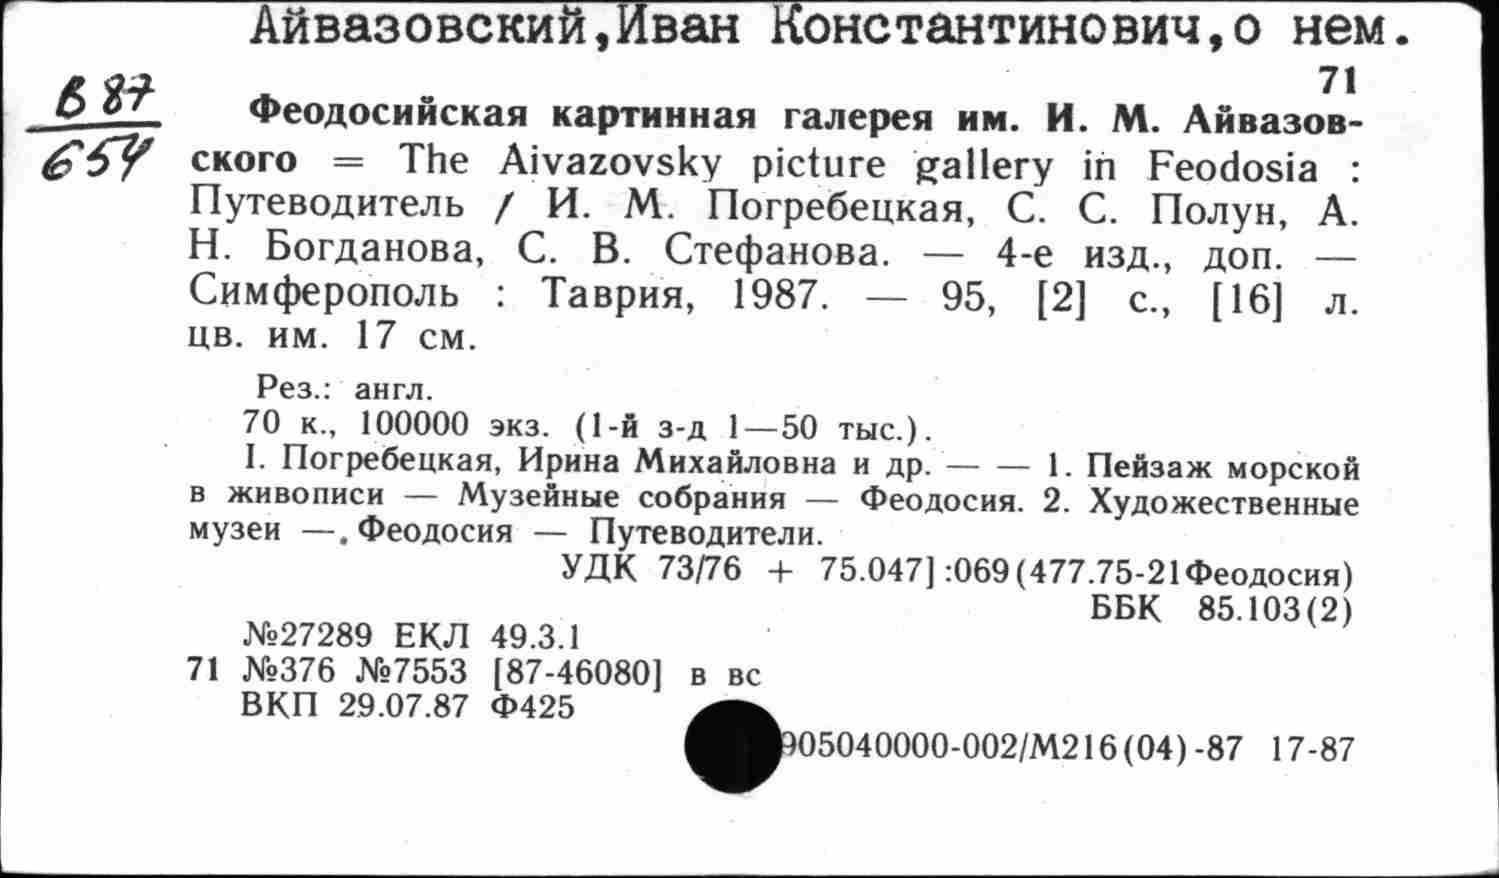 Айвазовский,Иван Константинович,о нем.
71
В 87
654
Феодосийская картинная галерея им. И. М. Айвазов-
ского = The Aivazovsky picture gallery in Feodosia :
Путеводитель / И. М. Погребецкая, С. С. Полун, А.
Н. Богданова, С. В. Стефанова. — 4-е изд., доп. —
Симферополь : Таврия, 1987. — 95, [2] с., [16] л.
цв. им. 17 см.
Рез.: англ.
70 к., 100000 экз. (1-й з-д 1—50 тыс.).
I. Погребецкая, Ирина Михайловна и др. — — 1. Пейзаж морской
в живописи — Музейные собрания — Феодосия. 2. Художественные
музеи — Феодосия — Путеводители.
УДК 73/76 + 75.047] :069(477.75-21Феодосия)
ББК 85.103(2)
№27289 ЕКЛ 49.3.1
71 №376 №7553 [87-46080] в вс
ВКП 29.07.87 Ф425
905040000-002/М216(04)-87 17-87